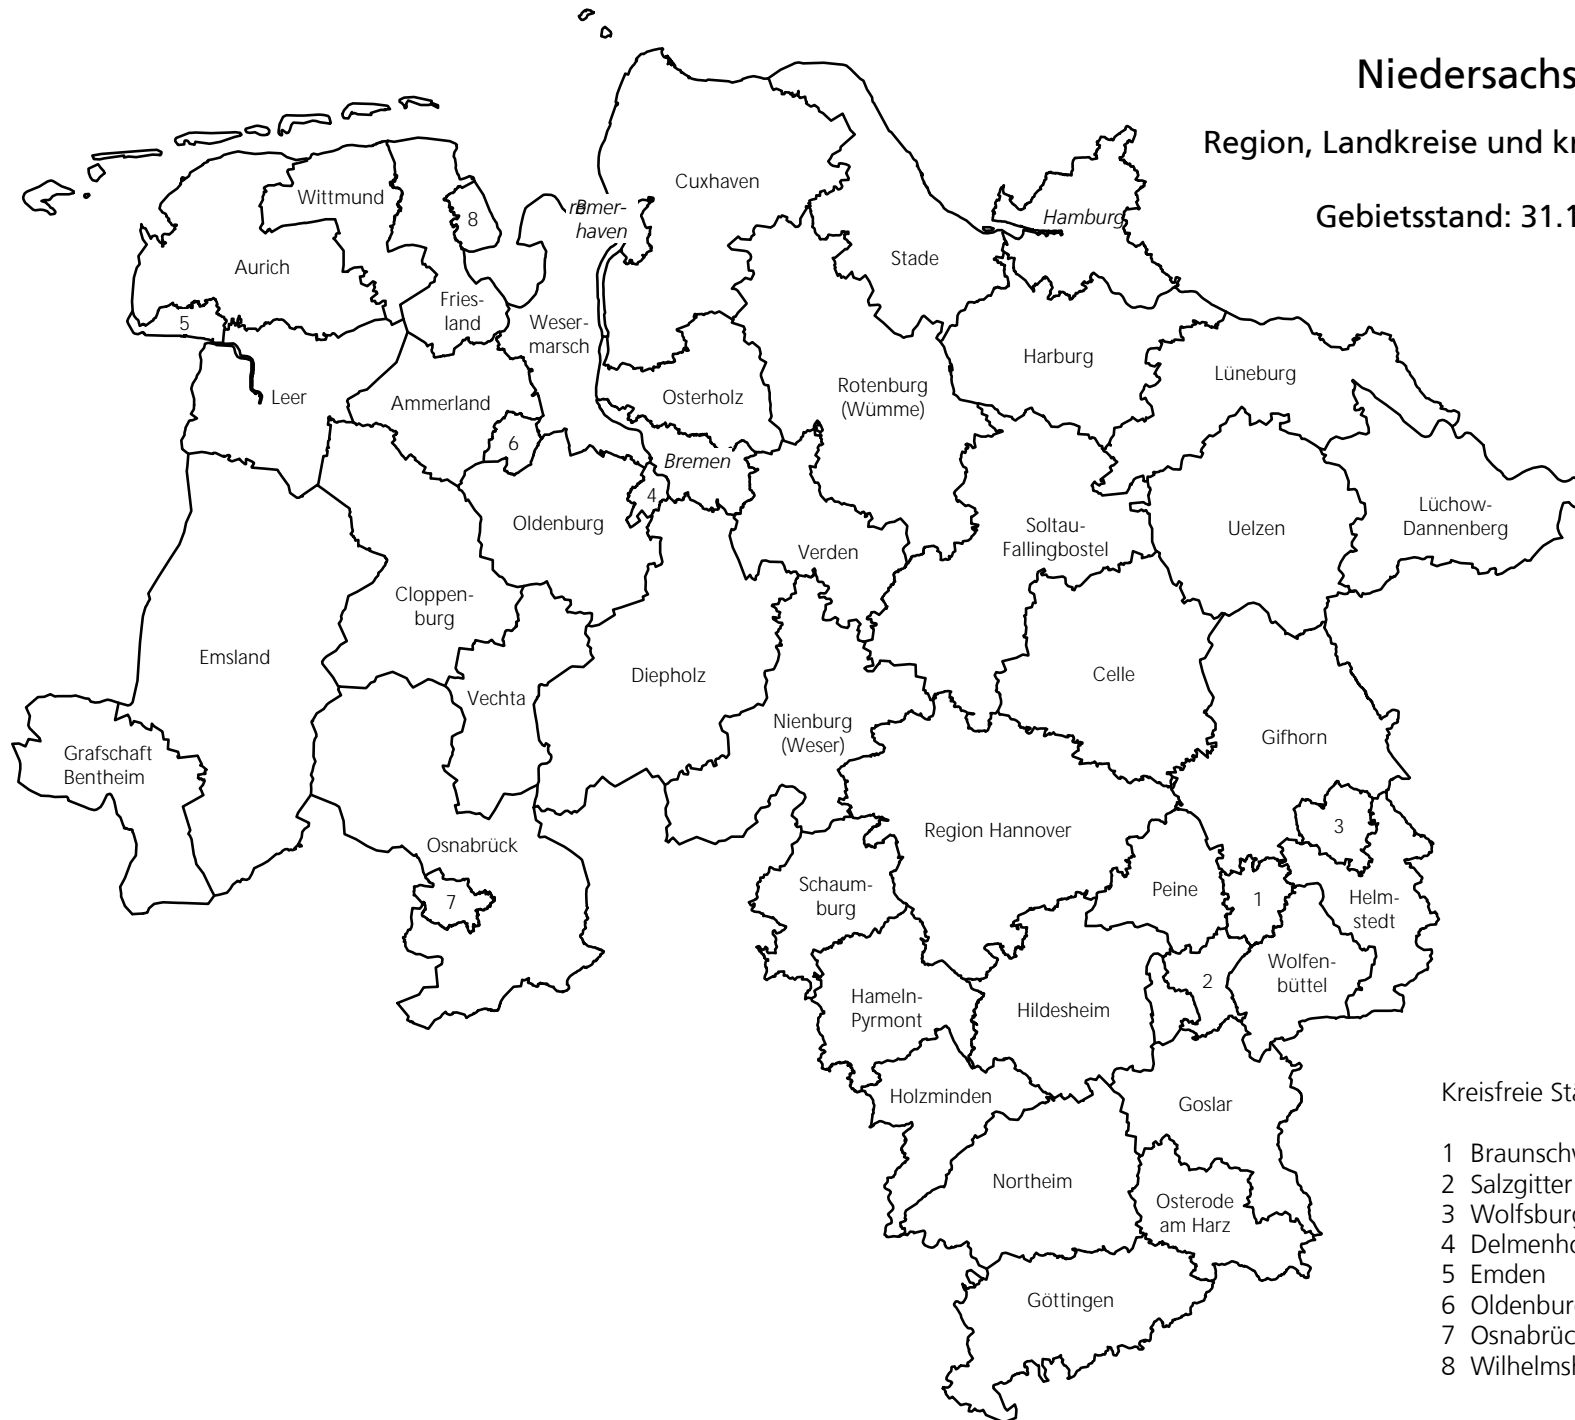 Niedersachs
Region, Landkreise und kr
Gebietsstand: 31.1
Wittmund
Cuxhaven
8
Bremer-
haven
Hamburg
Aurich
Stade
5
Fries-
land
Weser-
marsch
Harburg
Lüneburg
Leer
Ammerland
Osterholz
Rotenburg
(Wümme)
6
Bremen
4
Oldenburg
Verden
Soltau-
Fallingbostel
Uelzen
Lüchow-
Dannenberg
Cloppen-
burg
Emsland
Vechta
Diepholz
Celle
Nienburg
(Weser)
Gifhorn
Grafschaft
Bentheim
Osnabrück
Region Hannover
3
7
Schaum-
burg
Peine
1
Helm-
stedt
2
Wolfen-
büttel
Hameln-
Pyrmont
Hildesheim
Holzminden
Goslar
Northeim
Osterode
am Harz
Göttingen
Kreisfreie Stä
1 Braunschw
2 Salzgitter
3 Wolfsburg
4 Delmenho
5 Emden
6 Oldenburg
7 Osnabrüc
8 Wilhelmsh